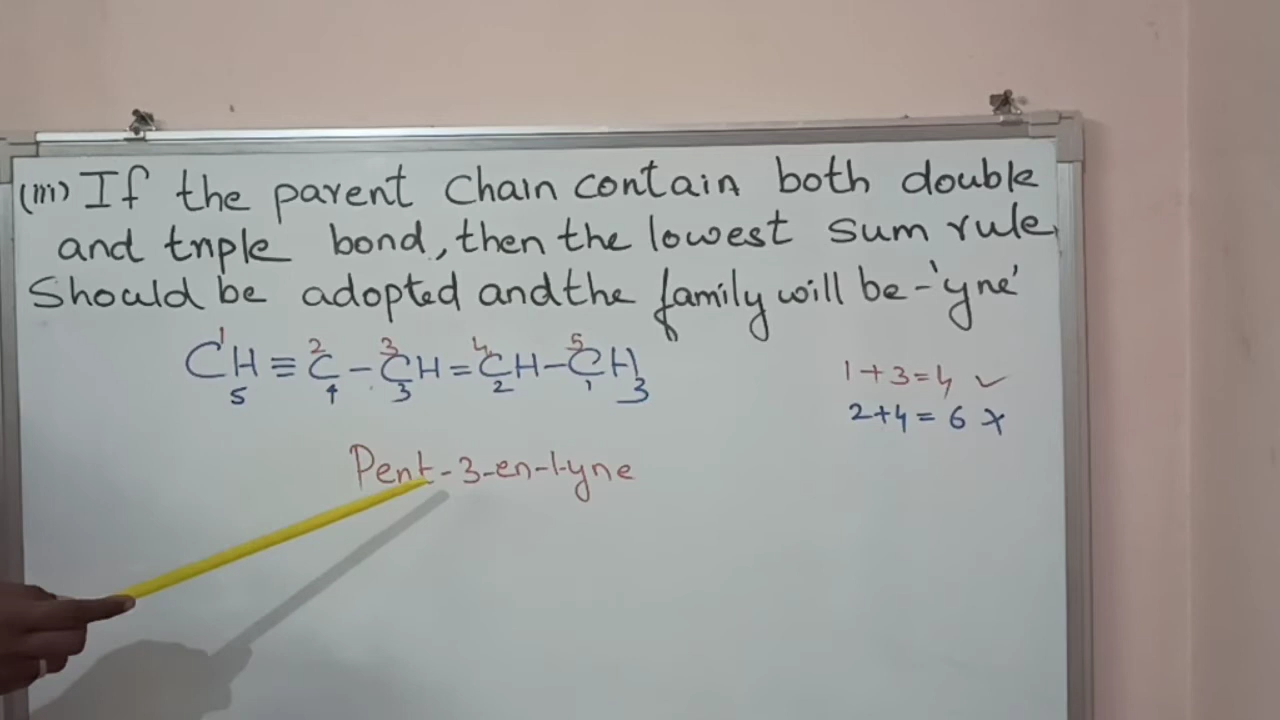 (iii) If the parent Chain contain both double
and triple bond, then the lowest sum rule,
Should be adopted and the family will be -'yne'
1 2 3 4 5
CH ≡ C - CH = CH - CH3
5 4 3 2 1
1+3=4 ✓
2+4=6 ✗
Pent-3-en-1-yne